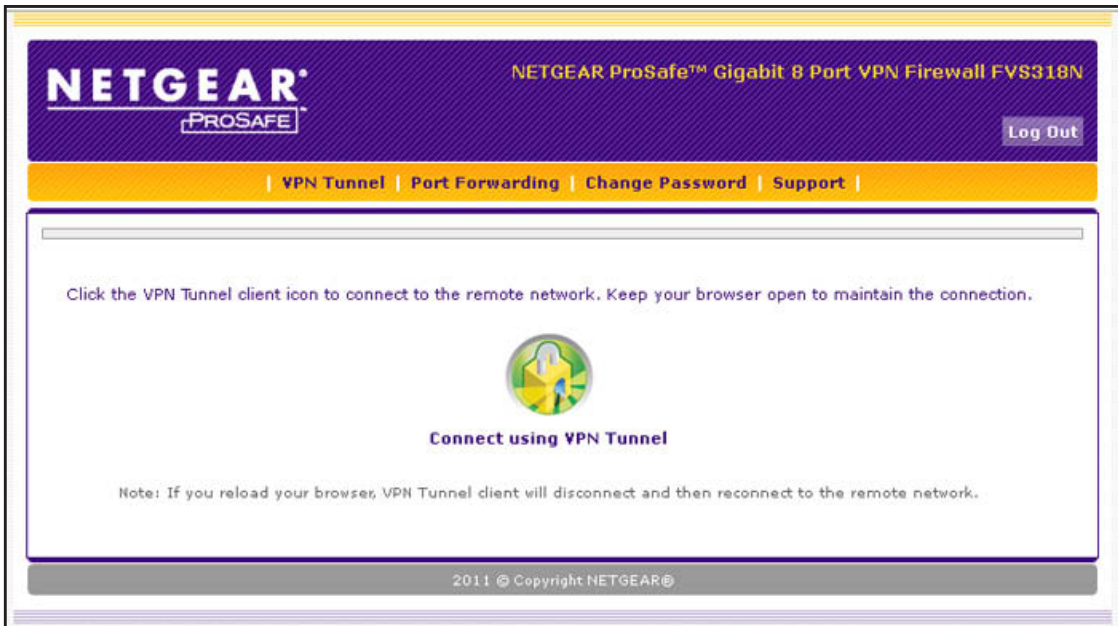 NETGEAR®
PROSAFE™
NETGEAR ProSafe™ Gigabit 8 Port VPN Firewall FVS318N
Log Out
| VPN Tunnel | Port Forwarding | Change Password | Support |
Click the VPN Tunnel client icon to connect to the remote network. Keep your browser open to maintain the connection.
Connect using VPN Tunnel
Note: If you reload your browser, VPN Tunnel client will disconnect and then reconnect to the remote network.
2011 © Copyright NETGEAR®